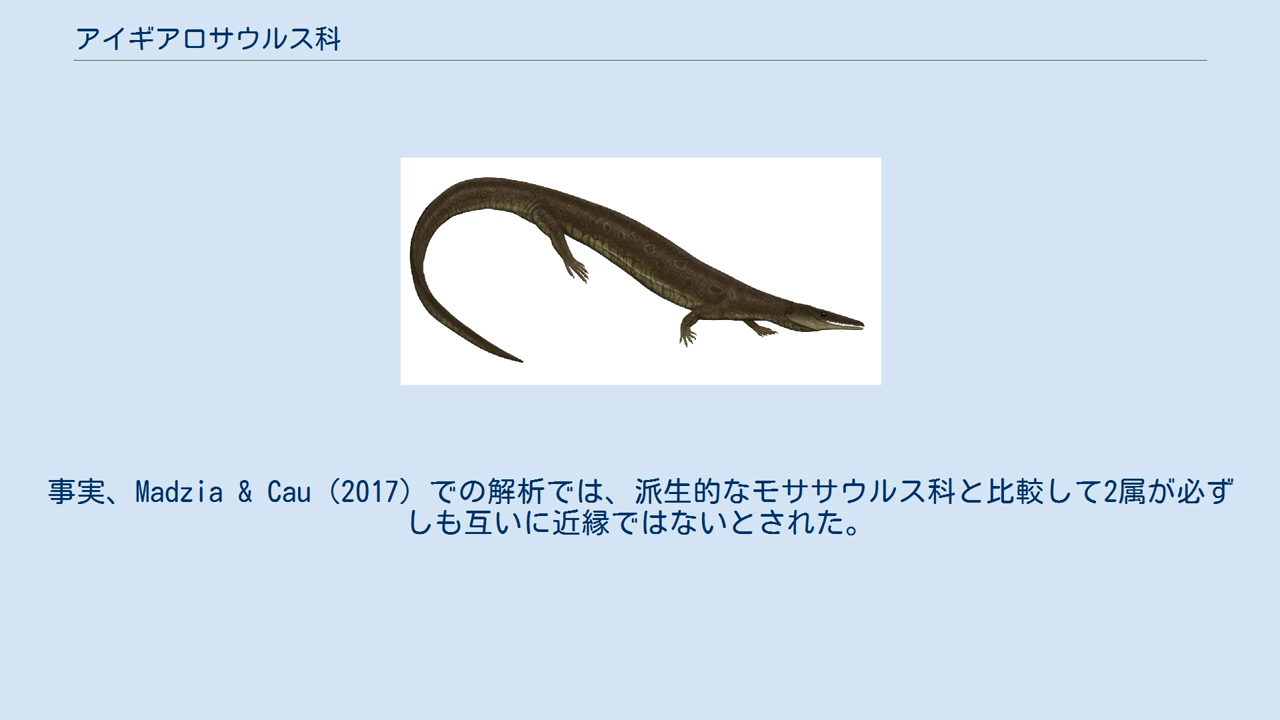 アイギアロサウルス科
事実、Madzia & Cau（2017）での解析では、派生的なモササウルス科と比較して2属が必ず
しも互いに近縁ではないとされた。